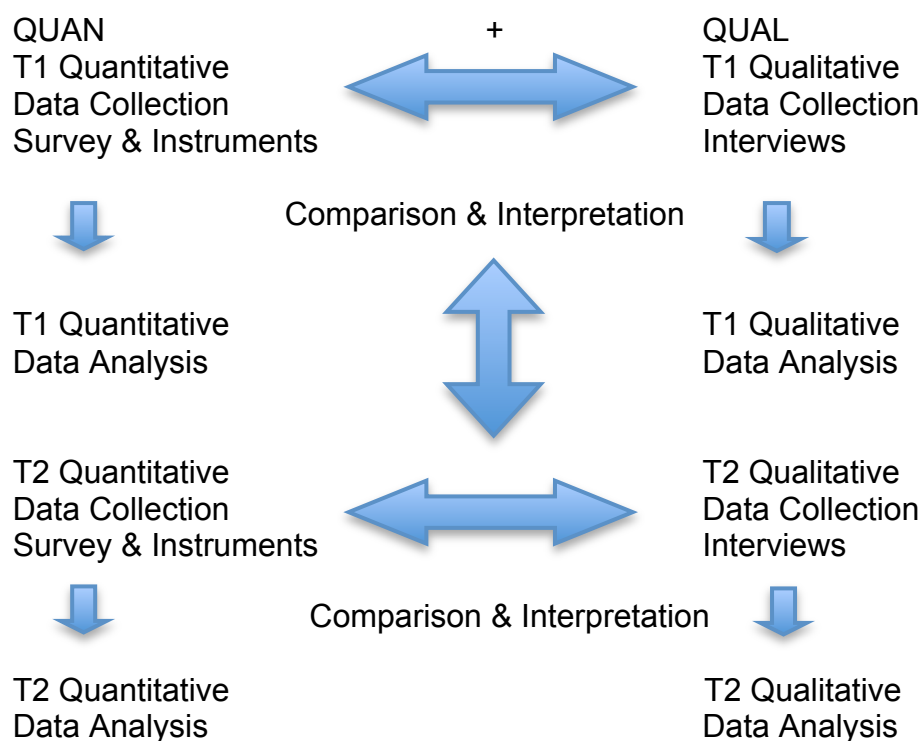 QUAN
T1 Quantitative
Data Collection
Survey & Instruments
+
QUAL
T1 Qualitative
Data Collection
Interviews
Comparison & Interpretation
T1 Quantitative
Data Analysis
T1 Qualitative
Data Analysis
T2 Quantitative
Data Collection
Survey & Instruments
T2 Qualitative
Data Collection
Interviews
Comparison & Interpretation
T2 Quantitative
Data Analysis
T2 Qualitative
Data Analysis